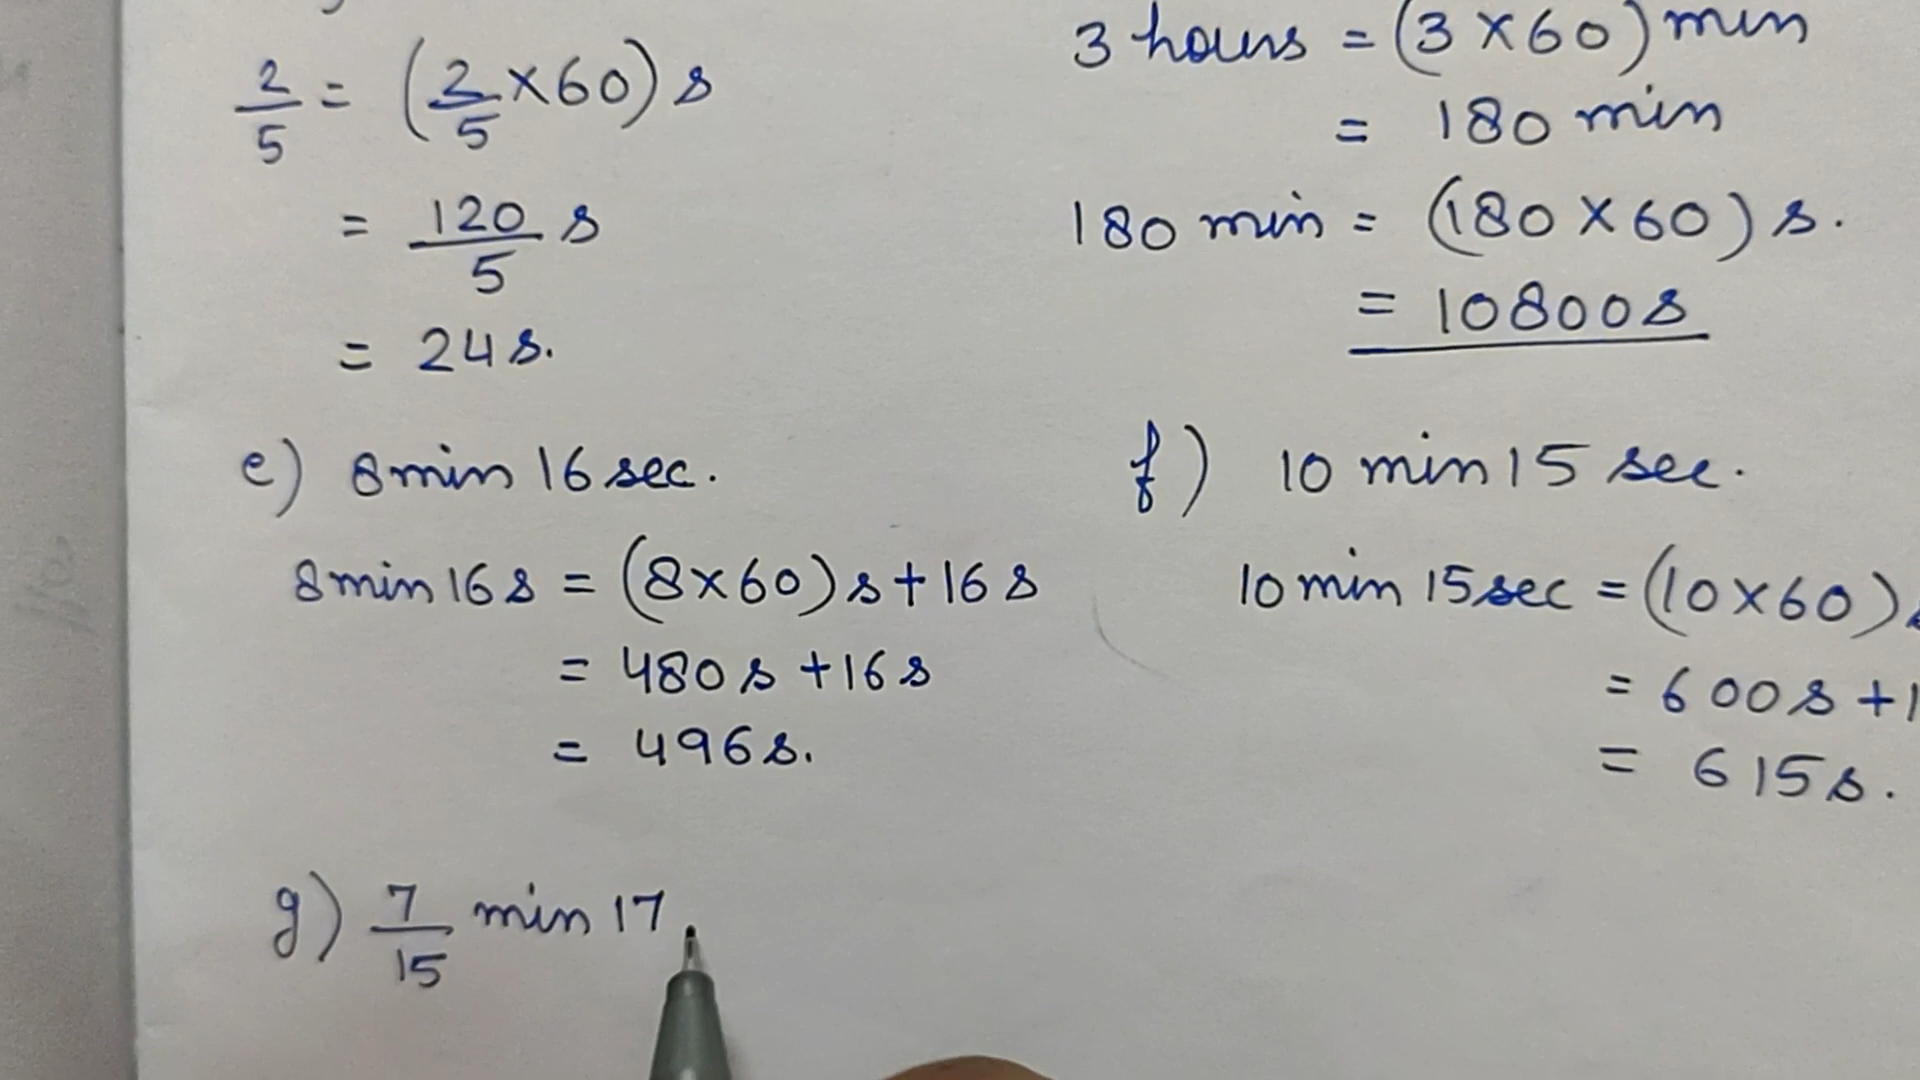 2/5 = (2/5 × 60) s
= 120/5 s
= 24 s.
3 hours = (3 × 60) min
= 180 min
180 min = (180 × 60) s.
= 10800 s
e) 8 min 16 sec.
8 min 16 s = (8 × 60) s + 16 s
= 480 s + 16 s
= 496 s.
f) 10 min 15 sec.
10 min 15 sec = (10 × 60)
= 600 s + 1
= 615 s.
g) 7/15 min 17